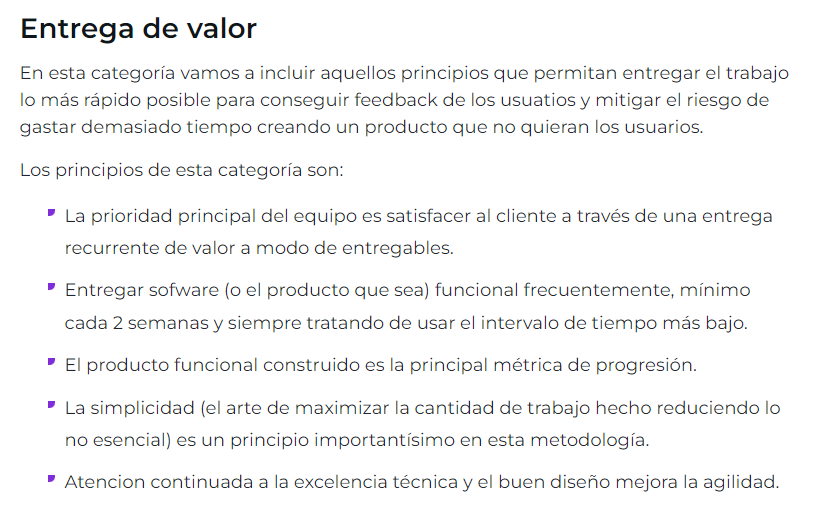 Entrega de valor
En esta categoría vamos a incluir aquellos principios que permitan entregar el trabajo
lo más rápido posible para conseguir feedback de los usuatios y mitigar el riesgo de
gastar demasiado tiempo creando un producto que no quieran los usuarios.
Los principios de esta categoría son:
La prioridad principal del equipo es satisfacer al cliente a través de una entrega
recurrente de valor a modo de entregables.
Entregar sofware (o el producto que sea) funcional frecuentemente, mínimo
cada 2 semanas y siempre tratando de usar el intervalo de tiempo más bajo.
El producto funcional construido es la principal métrica de progresión.
La simplicidad (el arte de maximizar la cantidad de trabajo hecho reduciendo lo
no esencial) es un principio importantísimo en esta metodología.
Atencion continuada a la excelencia técnica y el buen diseño mejora la agilidad.